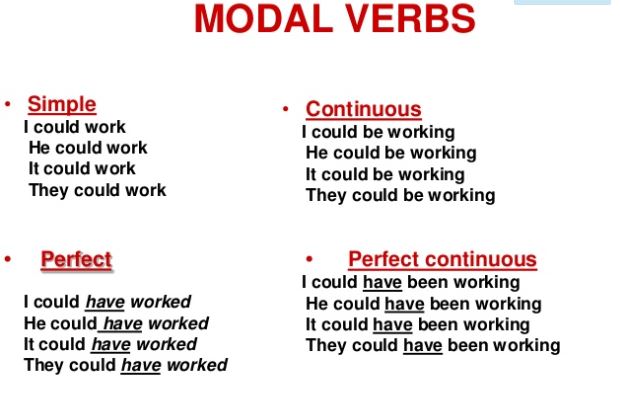 MODAL VERBS
• Simple
I could work
He could work
It could work
They could work
• Continuous
I could be working
He could be working
It could be working
They could be working
• Perfect
I could have worked
He could have worked
It could have worked
They could have worked
• Perfect continuous
I could have been working
He could have been working
It could have been working
They could have been working